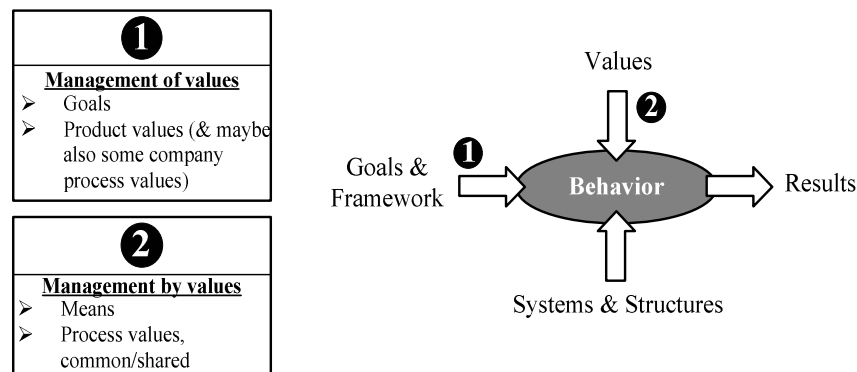 1
Management of values
➢ Goals
➢ Product values (& maybe
also some company
process values)
2
Management by values
➢ Means
➢ Process values,
common/shared
Values
2
1
Goals &
Framework
Behavior
Results
Systems & Structures